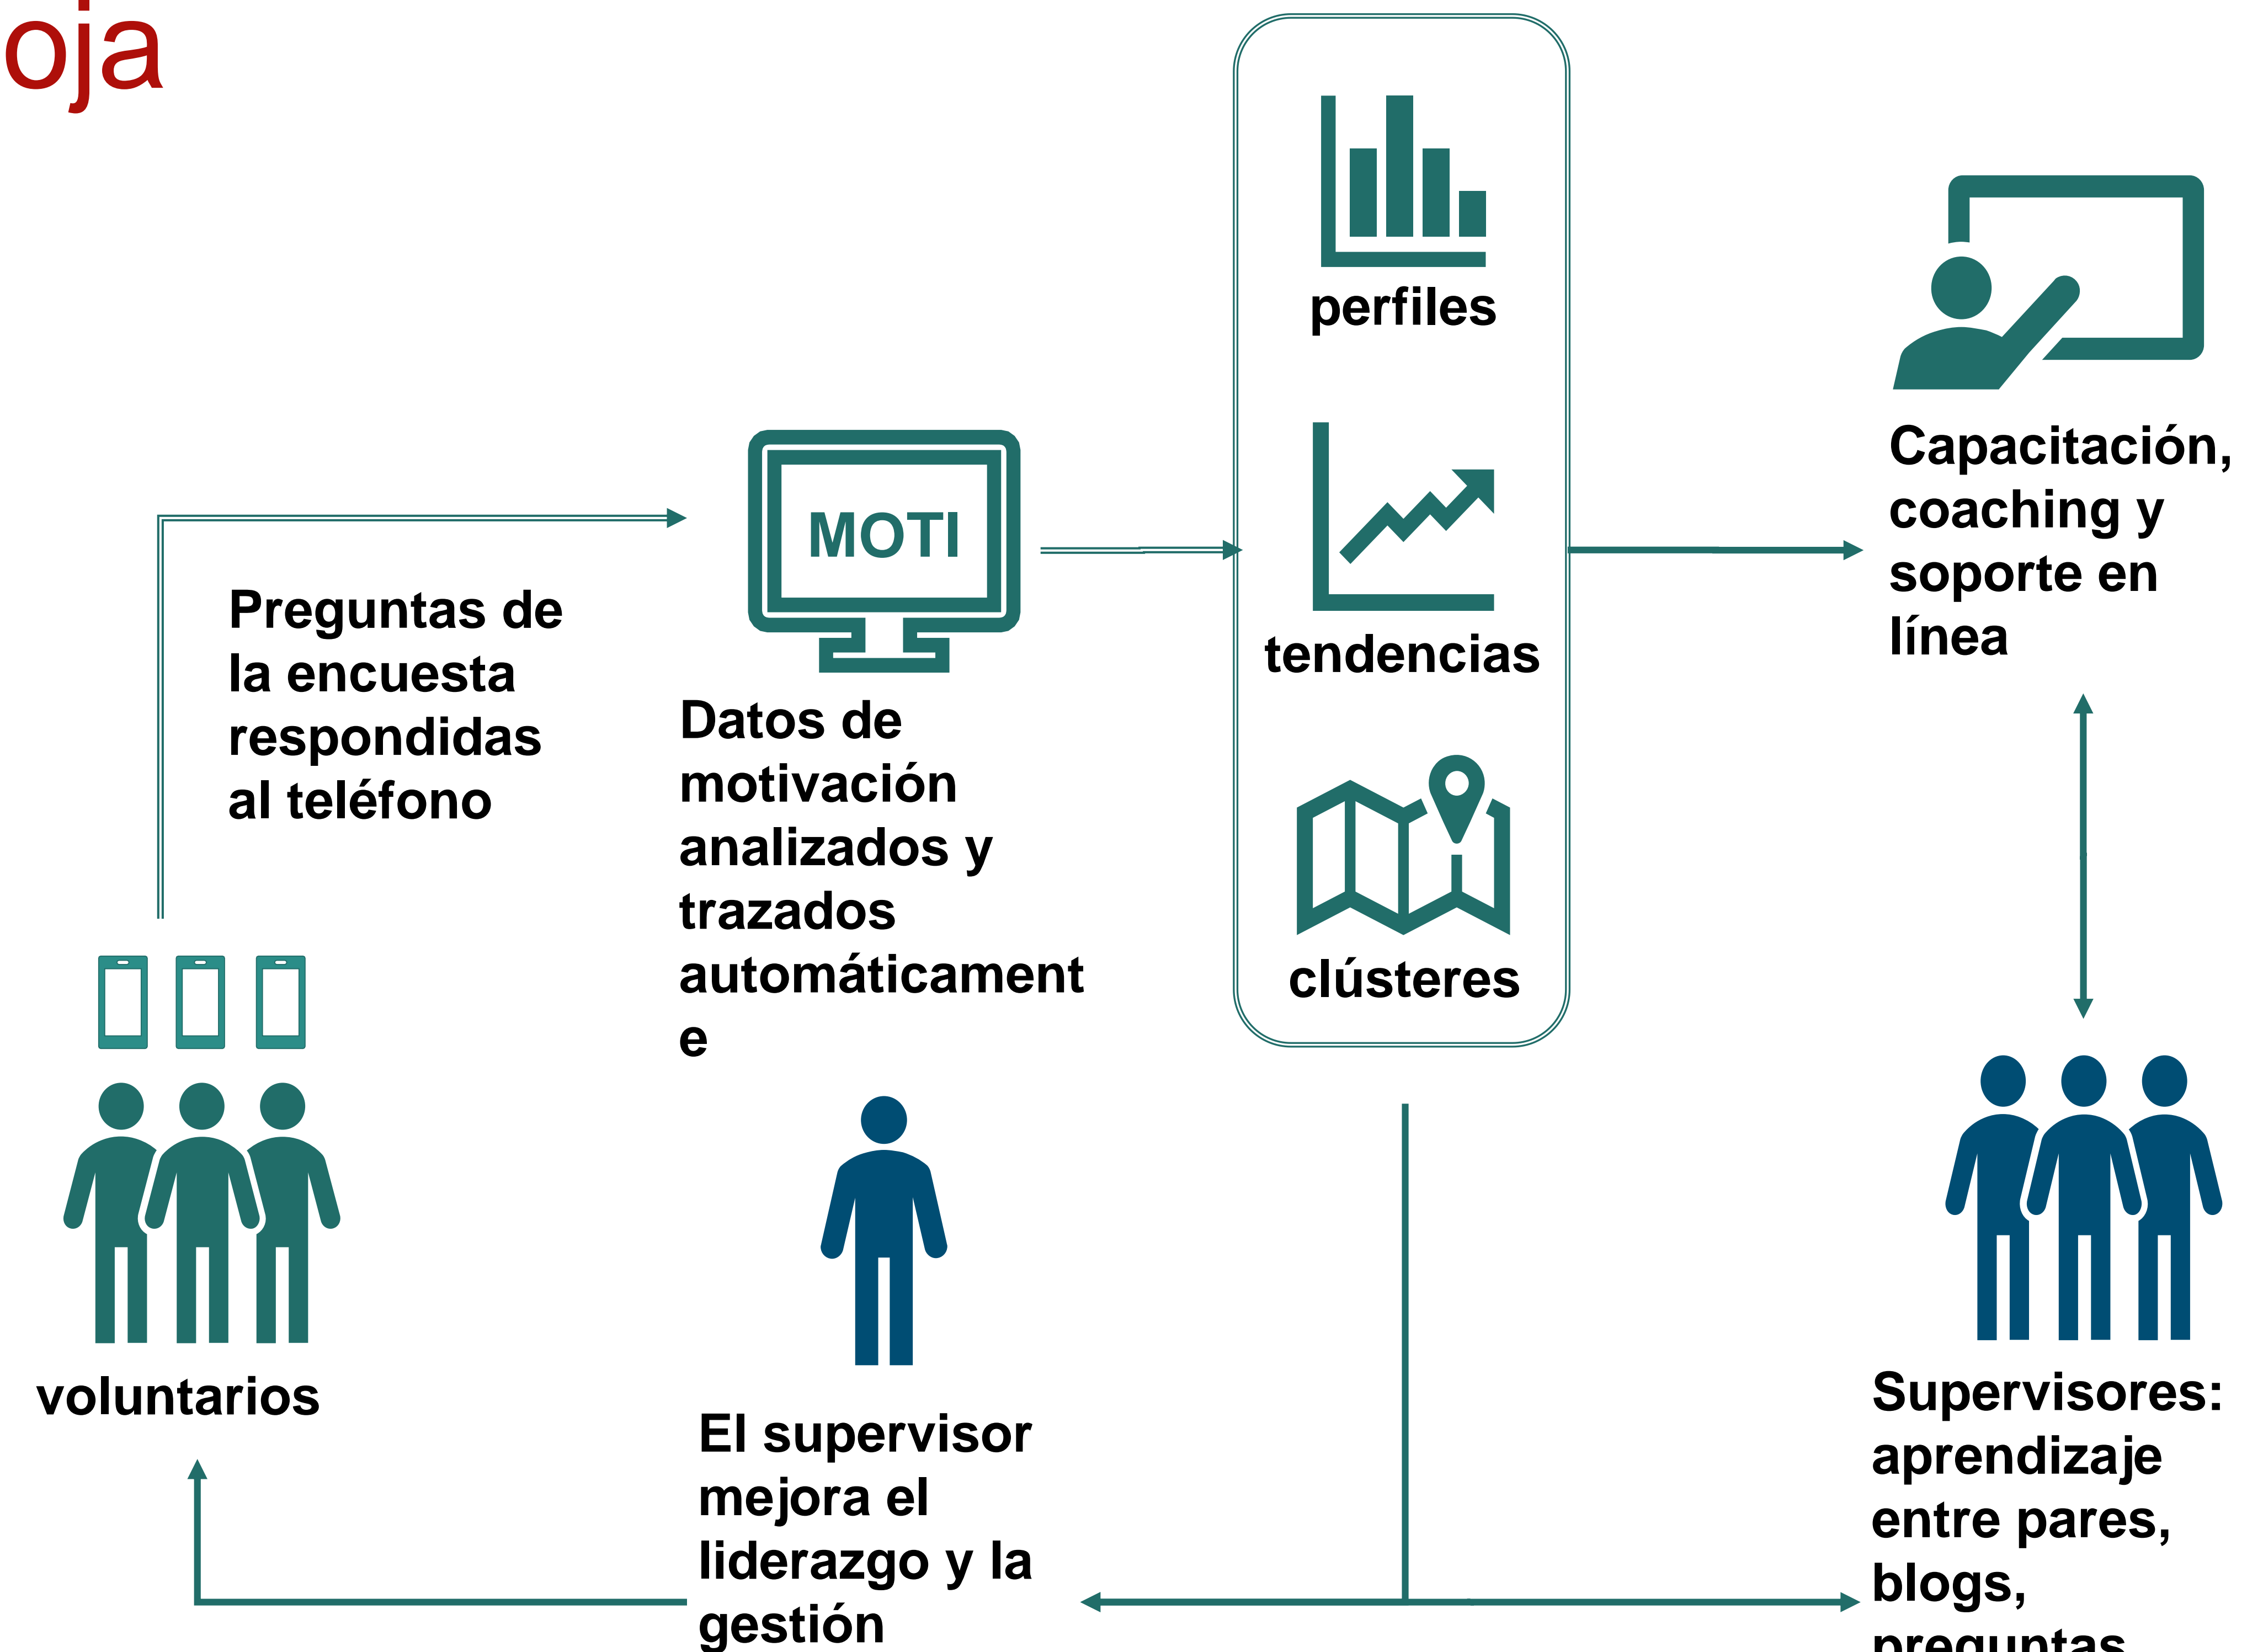 oja
perfiles
tendencias
clústeres
MOTI
Preguntas de
la encuesta
respondidas
al teléfono
Datos de
motivación
analizados y
trazados
automáticament
e
Capacitación,
coaching y
soporte en
línea
voluntarios
El supervisor
mejora el
liderazgo y la
gestión
Supervisores:
aprendizaje
entre pares,
blogs,
preguntas